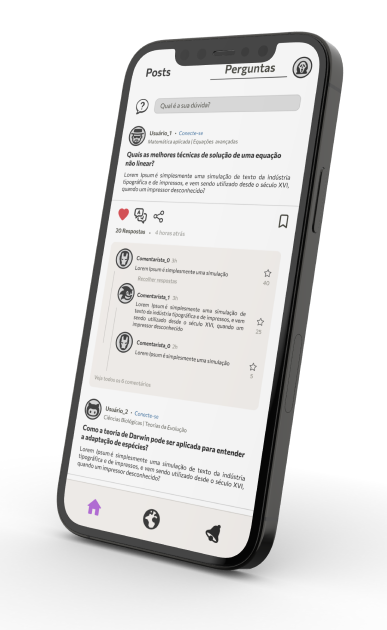 Posts Perguntas
Qual é a sua dúvida?
Usuário_1 • Conecte-se
Matemática aplicada | Equações avançadas
Quais as melhores técnicas de solução de uma equação
não linear?
Lorem Ipsum é simplesmente uma simulação de texto da indústria
tipográfica e de impressos, e vem sendo utilizado desde o século XVI,
quando um impressor desconhecido?
20 Respostas • 4 horas atrás
Comentarista_0 5h
Lorem Ipsum é simplesmente uma simulação
40
Recolher respostas
Comentarista_1 3h
Lorem Ipsum é simplesmente uma simulação de
texto da indústria tipográfica e de impressos, e vem
sendo utilizado desde o século XVI, quando um
impressor desconhecido
25
Comentarista_0 2h
Lorem Ipsum é simplesmente uma simulação
5
Veja todos os 6 comentários
Usuário_2 • Conecte-se
Ciências Biológicas | Teorias da Evolução
Como a teoria de Darwin pode ser aplicada para entender
a adaptação de espécies?
Lorem Ipsum é simplesmente uma simulação de texto da indústria
tipográfica e de impressos, e vem sendo utilizado desde o século XVI,
quando um impressor desconhecido?